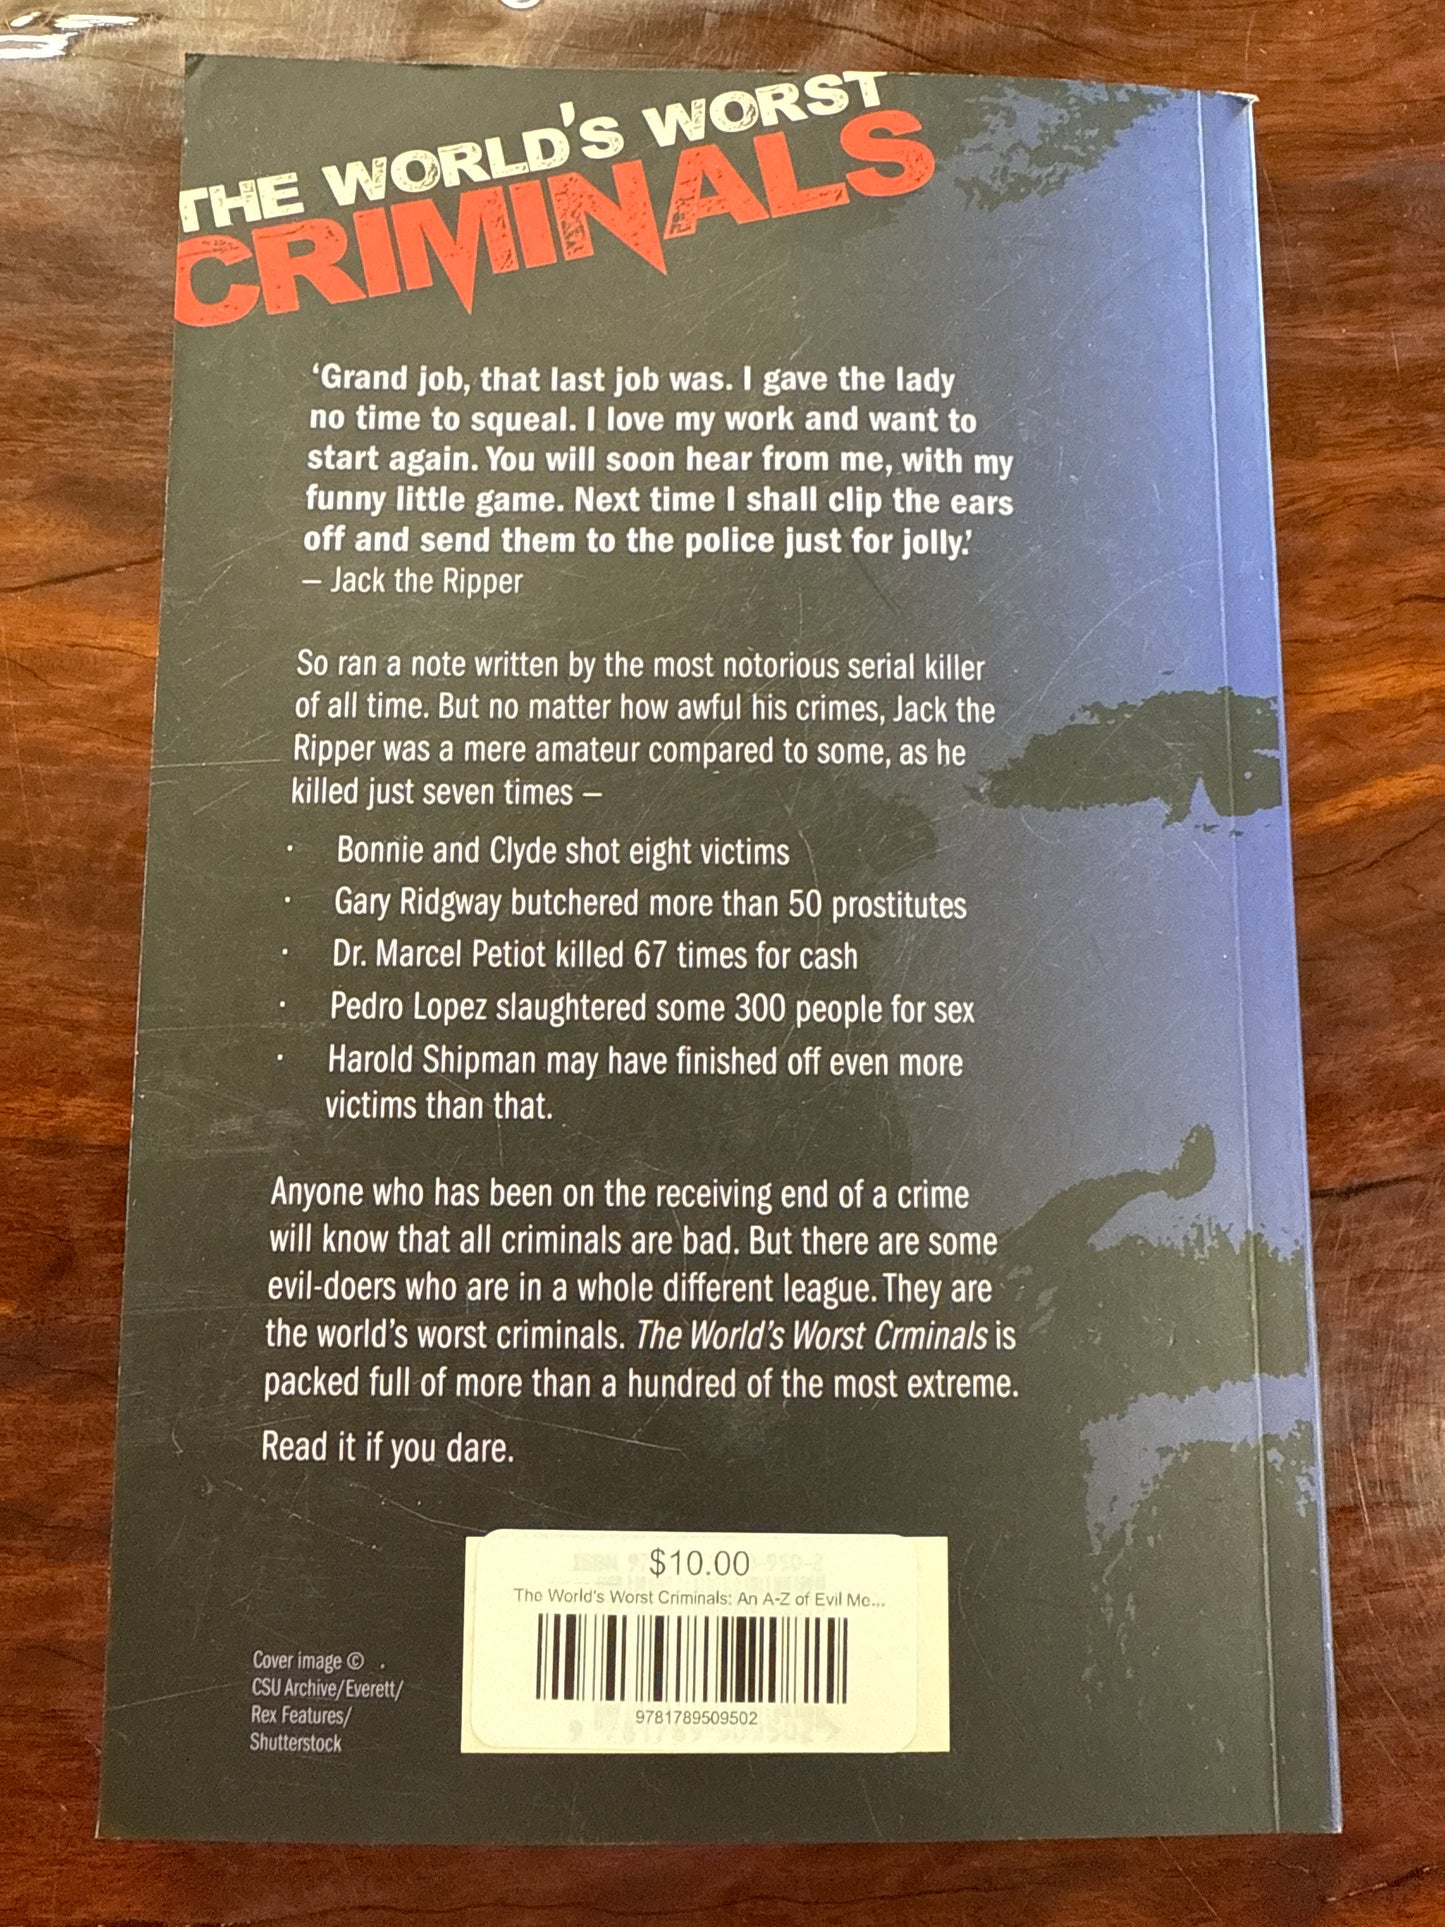 THE WORLD'S WORST
CRIMINALS
‘Grand job, that last job was. I gave the lady
no time to squeal. I love my work and want to
start again. You will soon hear from me, with my
funny little game. Next time I shall clip the ears
off and send them to the police just for jolly.’
– Jack the Ripper
So ran a note written by the most notorious serial killer
of all time. But no matter how awful his crimes, Jack the
Ripper was a mere amateur compared to some, as he
killed just seven times –
· Bonnie and Clyde shot eight victims
· Gary Ridgway butchered more than 50 prostitutes
· Dr. Marcel Petiot killed 67 times for cash
· Pedro Lopez slaughtered some 300 people for sex
· Harold Shipman may have finished off even more
victims than that.
Anyone who has been on the receiving end of a crime
will know that all criminals are bad. But there are some
evil-doers who are in a whole different league. They are
the world’s worst criminals. The World’s Worst Crminals is
packed full of more than a hundred of the most extreme.
Read it if you dare.
$10.00
The World's Worst Criminals: An A-Z of Evil Me...
9781789509502
Cover image ©
CSU Archive/Everett/
Rex Features/
Shutterstock